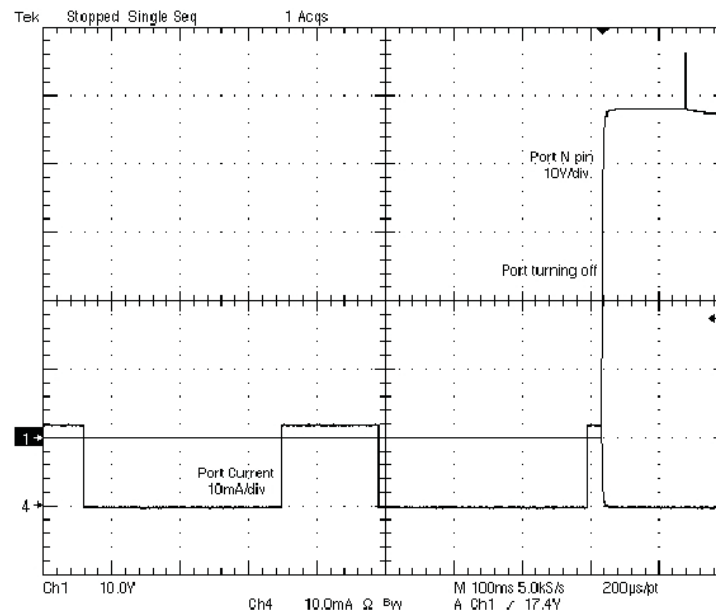 Tek Stopped Single Seq 1 Acqs
Port N pin
10V/div.
Port turning off
1
Port Current
10mA/div
4
Ch1 10.0V M 100ms 5.0kS/s 200µs/pt
Ch4 10.0mA Ω BW A Ch1 ∕ 17.4V